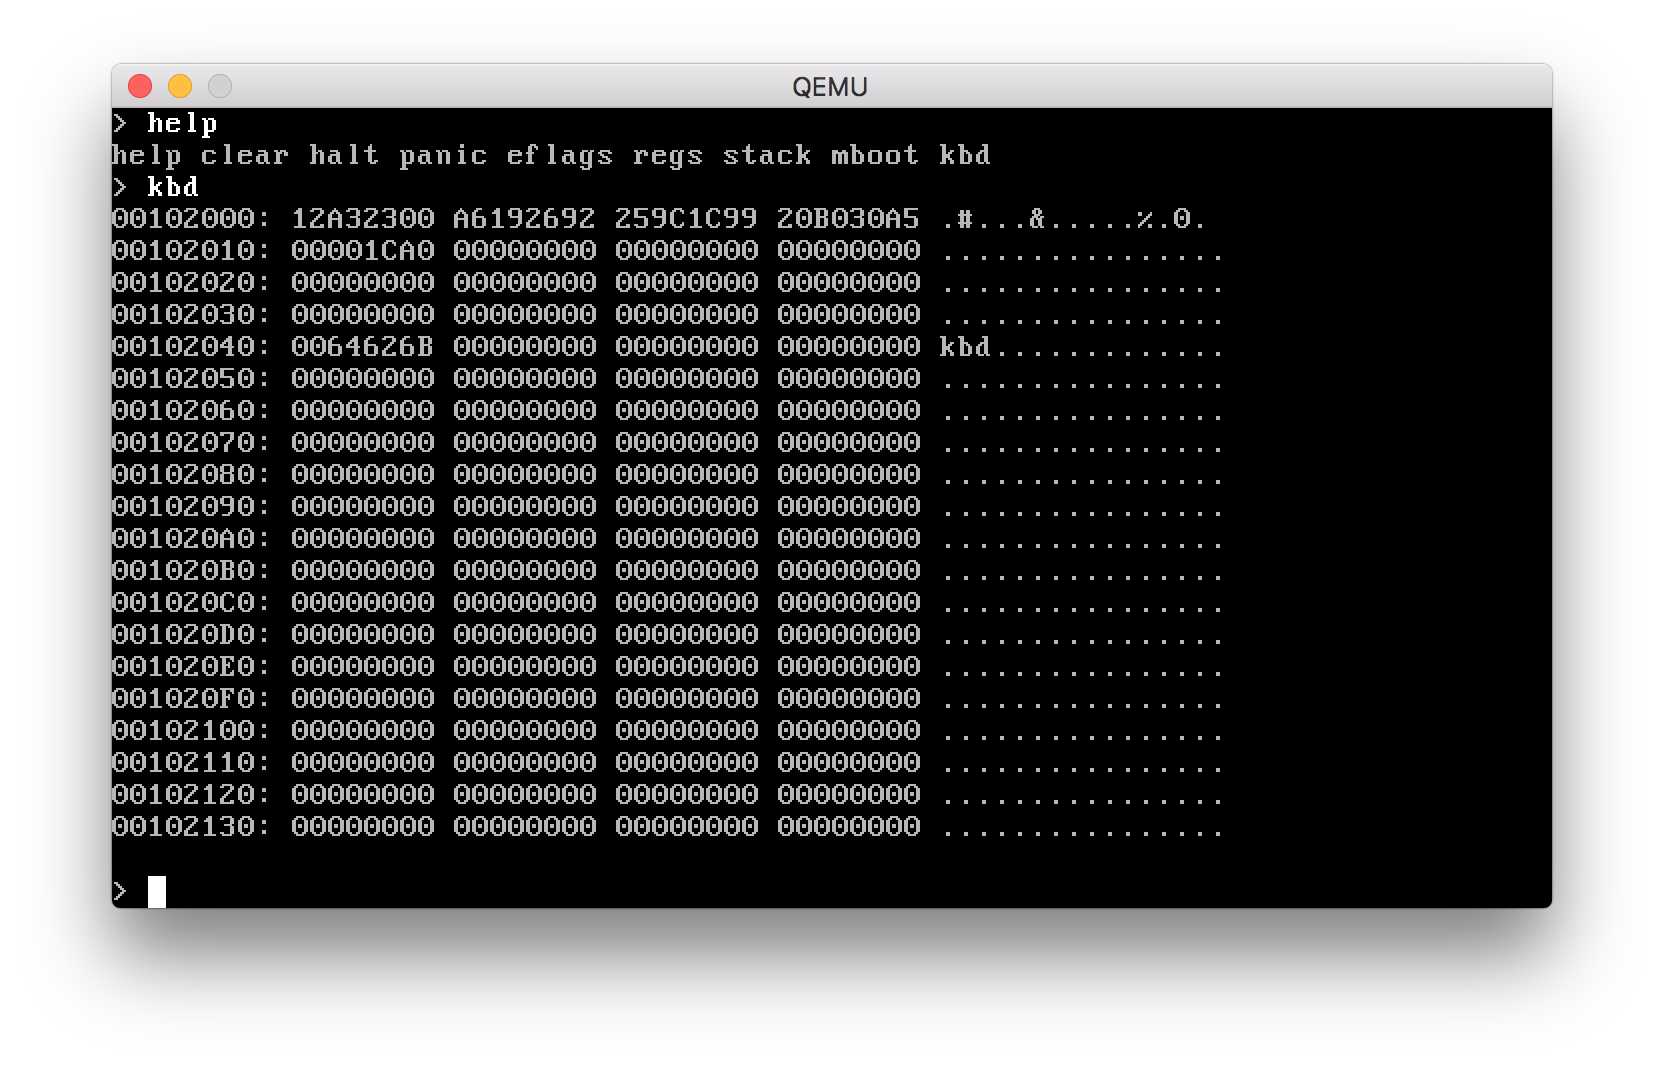 QEMU
> help
help clear halt panic eflags regs stack mboot kbd
> kbd
00102000: 12A32300 A6192692 259C1C99 20B030A5 .#...&.....%.0.
00102010: 00001CA0 00000000 00000000 00000000 ................
00102020: 00000000 00000000 00000000 00000000 ................
00102030: 00000000 00000000 00000000 00000000 ................
00102040: 0064626B 00000000 00000000 00000000 kbd.............
00102050: 00000000 00000000 00000000 00000000 ................
00102060: 00000000 00000000 00000000 00000000 ................
00102070: 00000000 00000000 00000000 00000000 ................
00102080: 00000000 00000000 00000000 00000000 ................
00102090: 00000000 00000000 00000000 00000000 ................
001020A0: 00000000 00000000 00000000 00000000 ................
001020B0: 00000000 00000000 00000000 00000000 ................
001020C0: 00000000 00000000 00000000 00000000 ................
001020D0: 00000000 00000000 00000000 00000000 ................
001020E0: 00000000 00000000 00000000 00000000 ................
001020F0: 00000000 00000000 00000000 00000000 ................
00102100: 00000000 00000000 00000000 00000000 ................
00102110: 00000000 00000000 00000000 00000000 ................
00102120: 00000000 00000000 00000000 00000000 ................
00102130: 00000000 00000000 00000000 00000000 ................
>